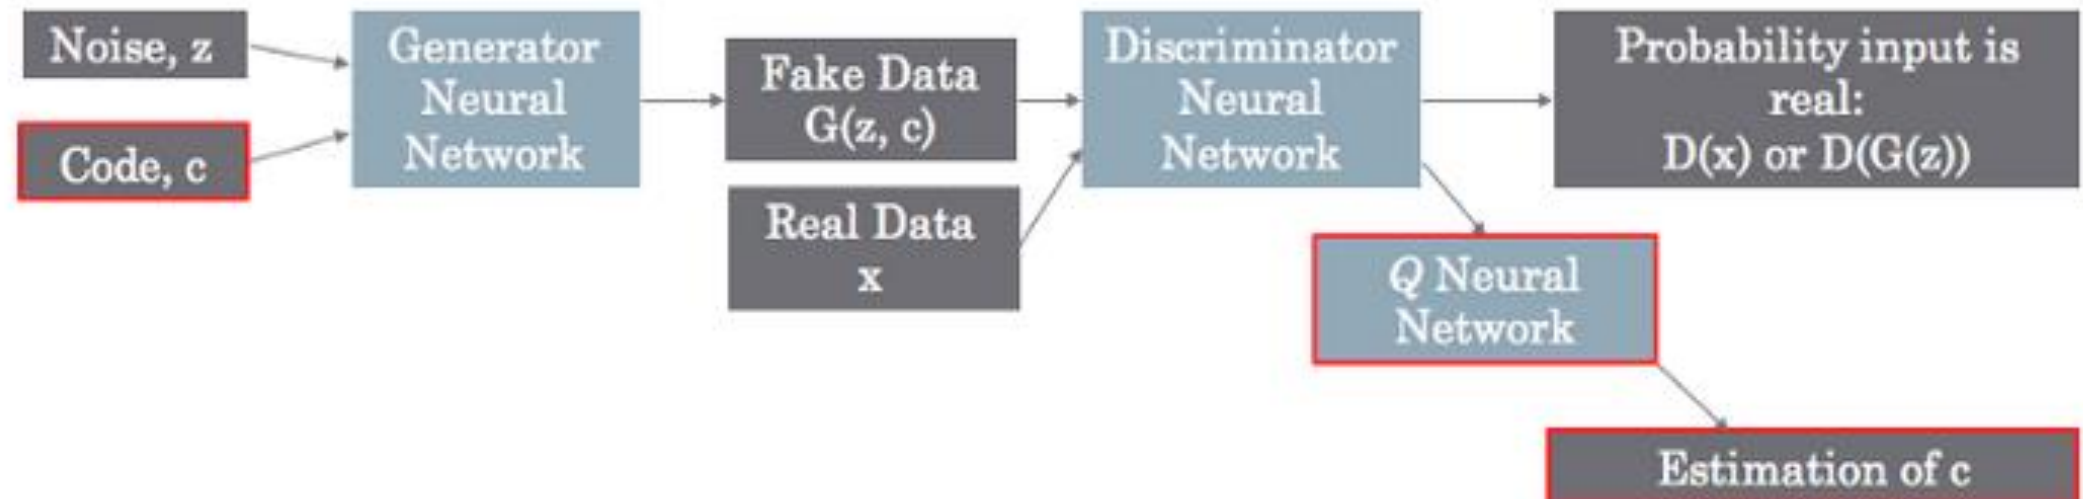 Noise, z
Code, c
Generator
Neural
Network
Fake Data
G(z, c)
Real Data
x
Discriminator
Neural
Network
Probability input is
real:
D(x) or D(G(z))
Q Neural
Network
Estimation of c